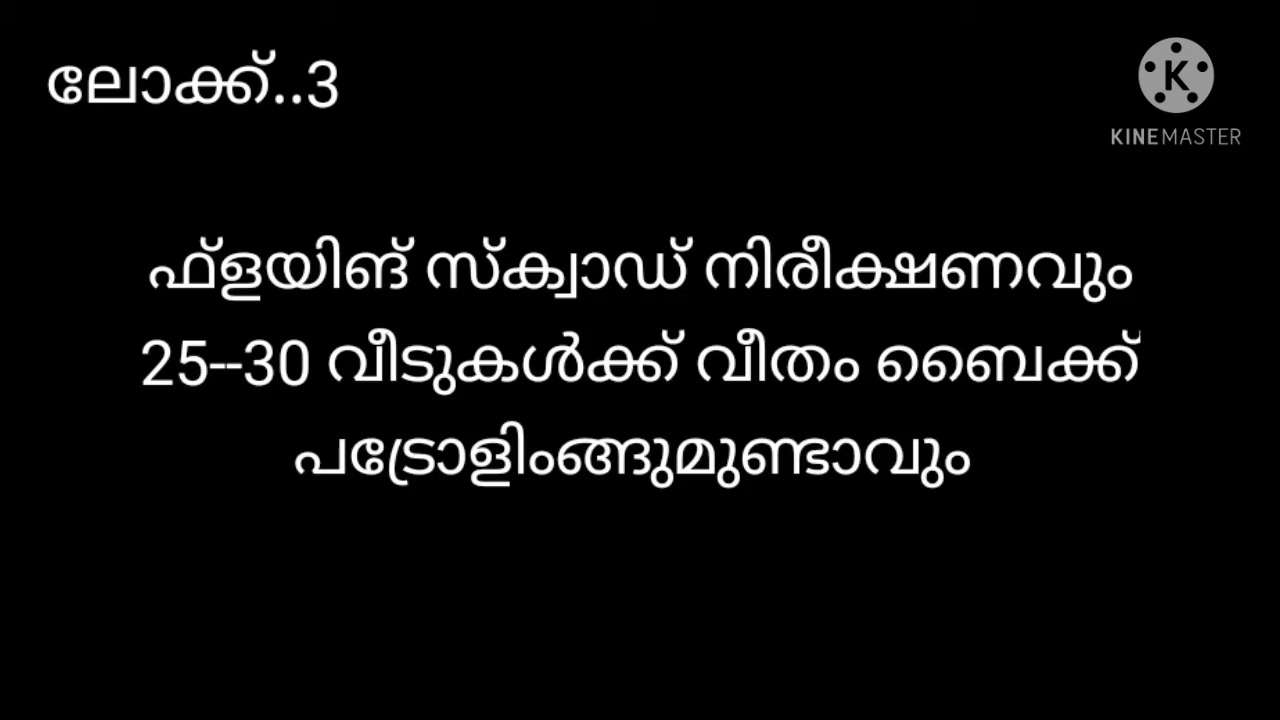 ലോക്ക്..3
K
KINEMASTER
ഫ്ളയിങ് സ്ക്വാഡ് നിരീക്ഷണവും
25--30 വീടുകൾക്ക് വീതം ബൈക്ക്
പട്രോളിംങ്ങുമുണ്ടാവും